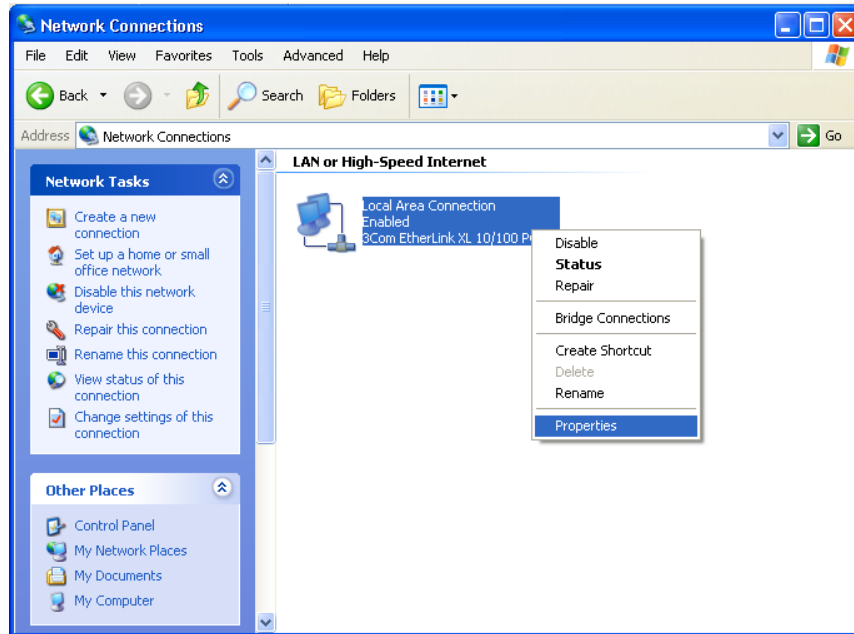 Network Connections
File Edit View Favorites Tools Advanced Help
Back Search Folders
Address Network Connections Go
Network Tasks
Create a new
connection
Set up a home or small
office network
Disable this network
device
Repair this connection
Rename this connection
View status of this
connection
Change settings of this
connection
Other Places
Control Panel
My Network Places
My Documents
My Computer
LAN or High-Speed Internet
Local Area Connection
Enabled
3Com EtherLink XL 10/100
Disable
Status
Repair
Bridge Connections
Create Shortcut
Delete
Rename
Properties